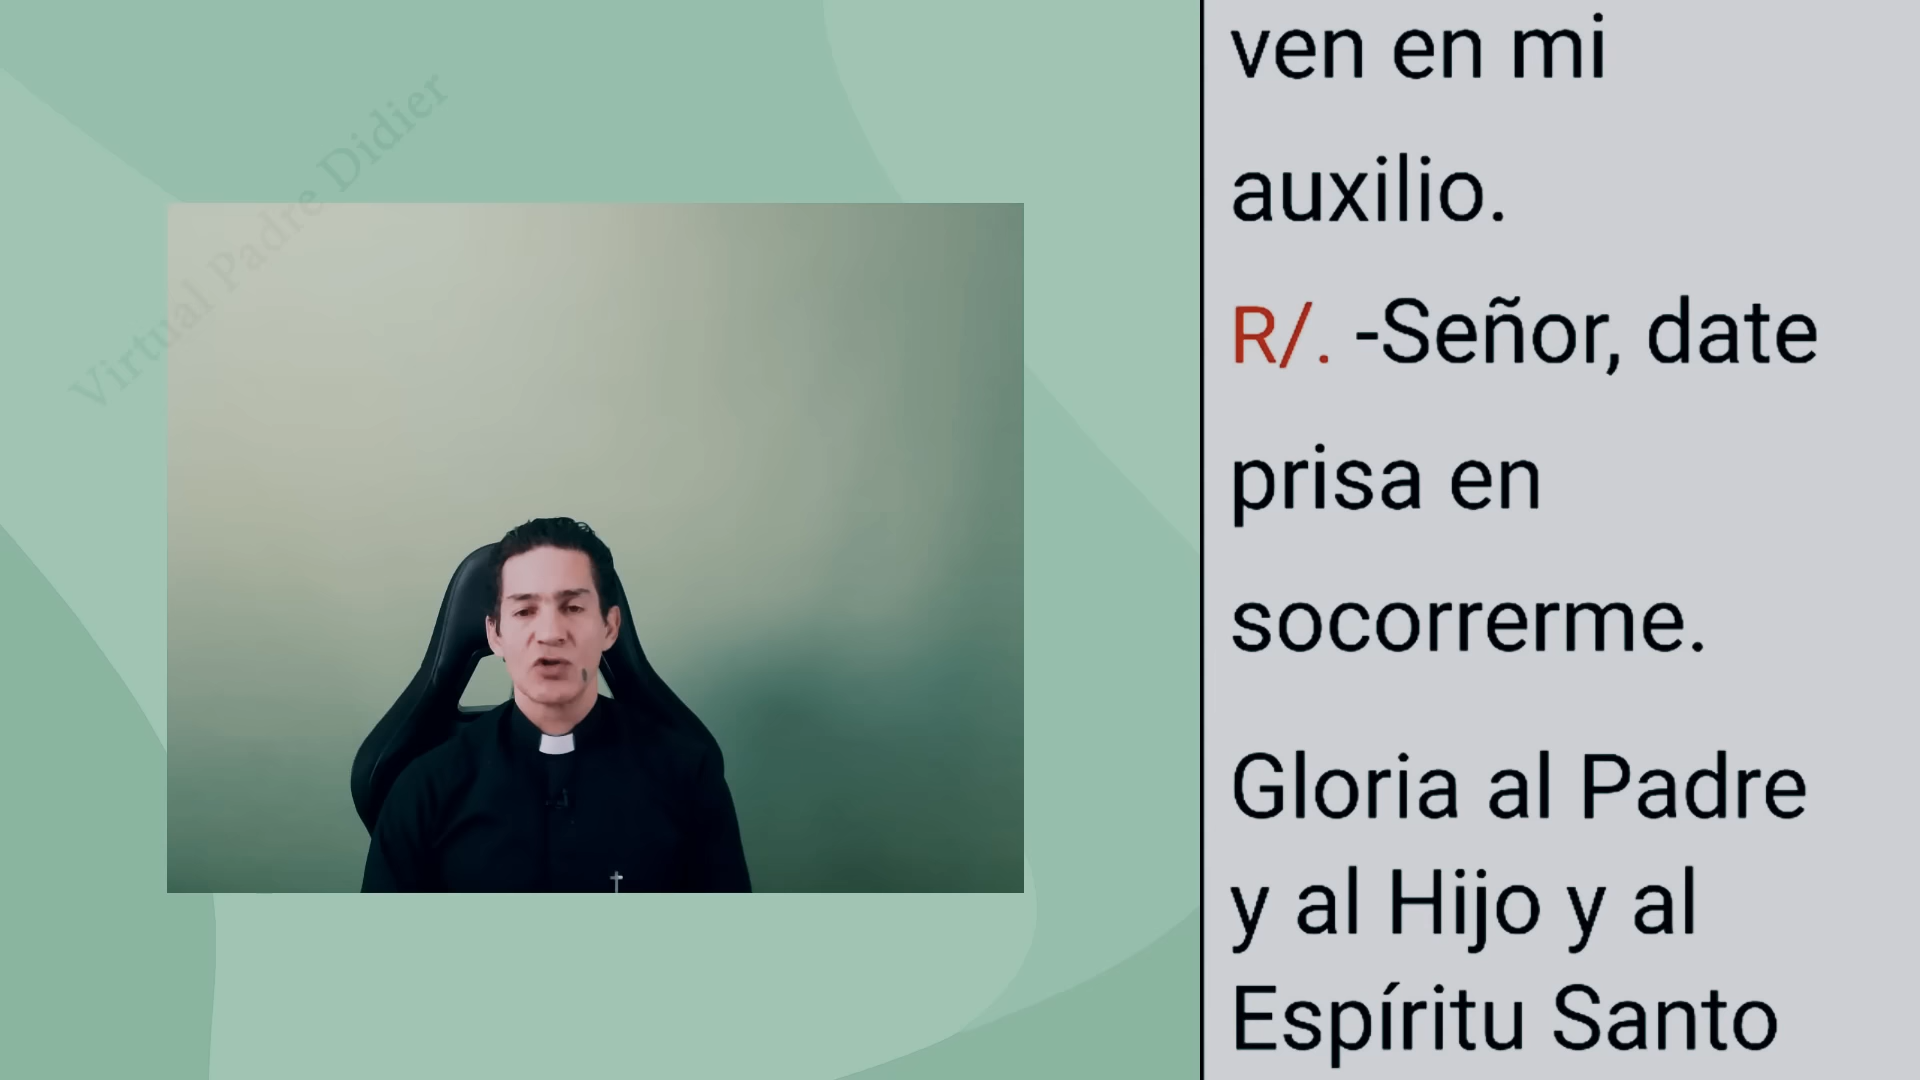 Virtual Padre Didier
ven en mi
auxilio.
R/. -Señor, date
prisa en
socorrerme.
Gloria al Padre
y al Hijo y al
Espíritu Santo